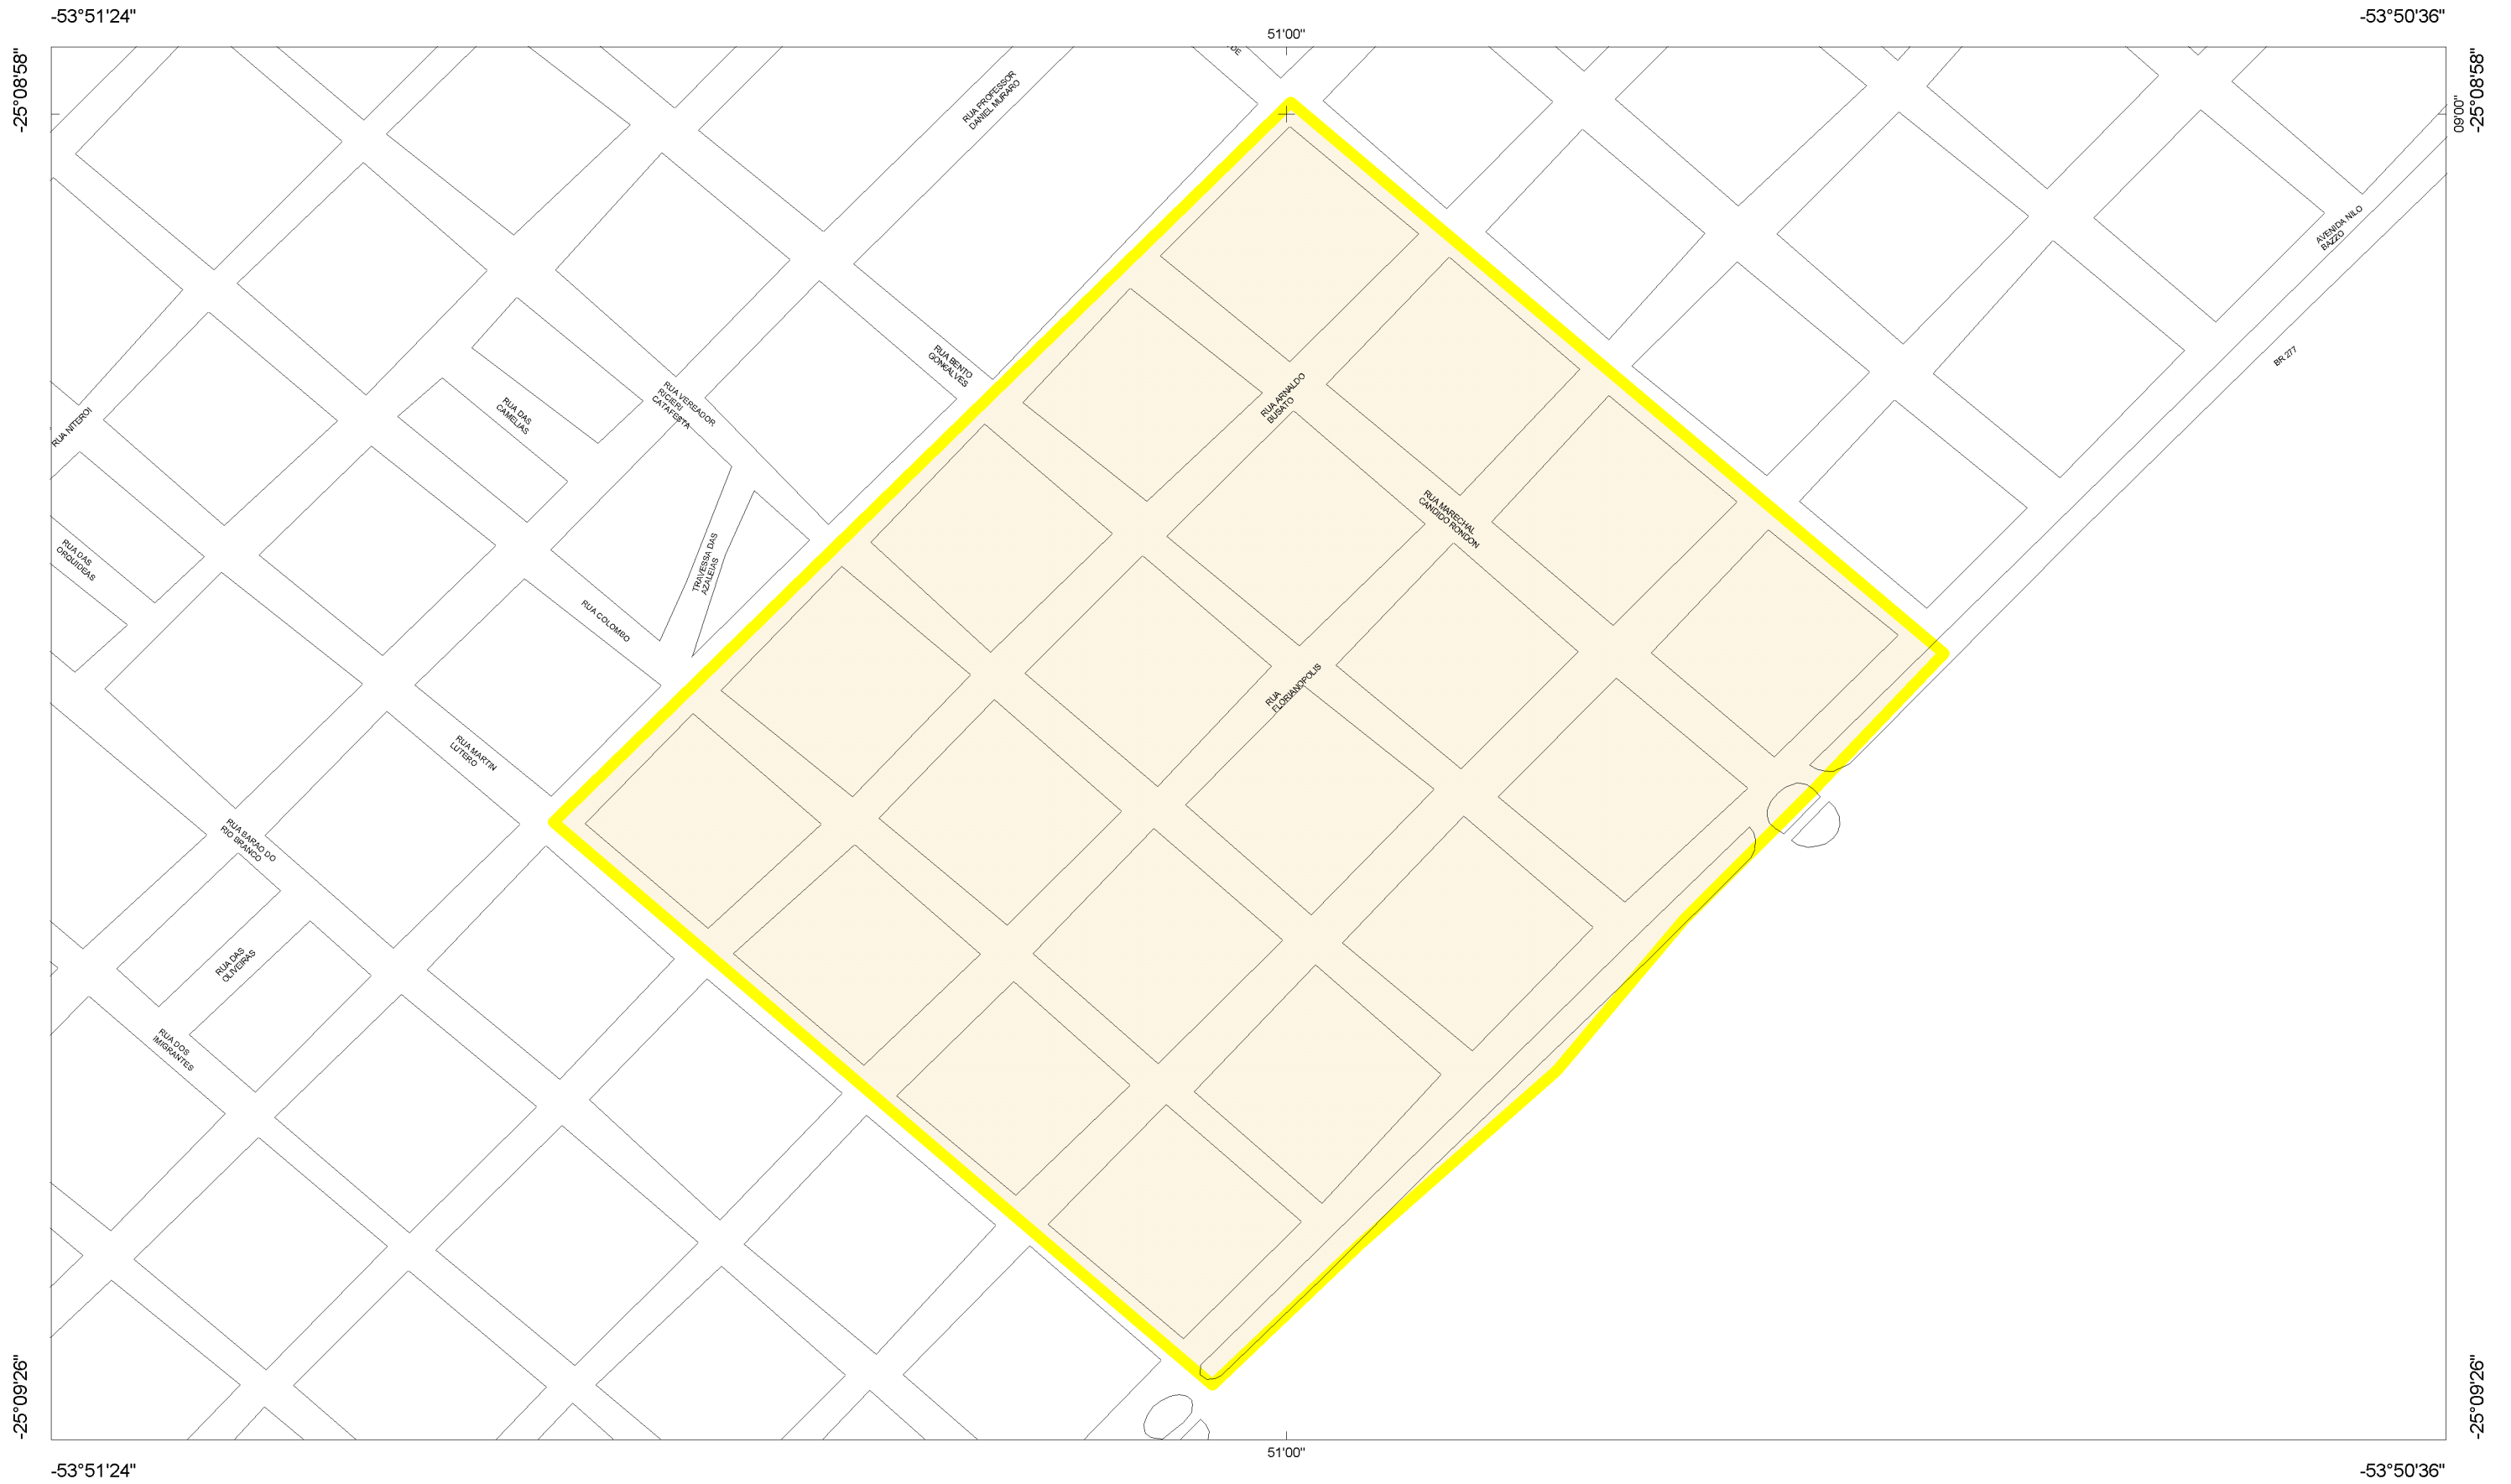 -53°51'24"
-53°50'36"
51'00"
-25°08'58"
-25°08'58"
09'00"
DE
RUA PROFESSOR
DANIEL MURARO
AVENIDA NILO
BAZZO
BR 277
RUA BENTO
GONÇALVES
RUA VEREADOR
RICIERI
CATAFESTA
RUA DAS
CAMELIAS
RUA NITEROI
RUA ARNALDO
BUSATO
RUA MARECHAL
CANDIDO RONDON
RUA DAS
ORQUIDEAS
TRAVESSA DAS
AZALEIAS
RUA COLOMBO
RUA
FLORIANOPOLIS
RUA MARTIN
LUTERO
RUA BARAO DO
RIO BRANCO
RUA DAS
OLIVEIRAS
RUA DOS
IMIGRANTES
-25°09'26"
-25°09'26"
51'00"
-53°51'24"
-53°50'36"